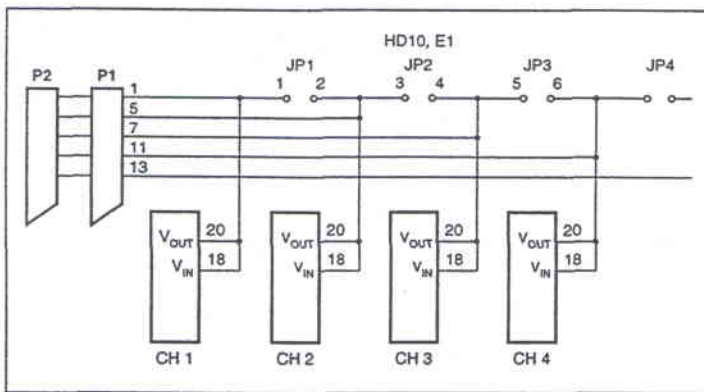 HD10, E1
JP1 JP2 JP3 JP4
P2 P1 1 1 2 3 4 5 6
5
7
11
13
VOUT 20 VOUT 20 VOUT 20 VOUT 20
VIN 18 VIN 18 VIN 18 VIN 18
CH 1 CH 2 CH 3 CH 4